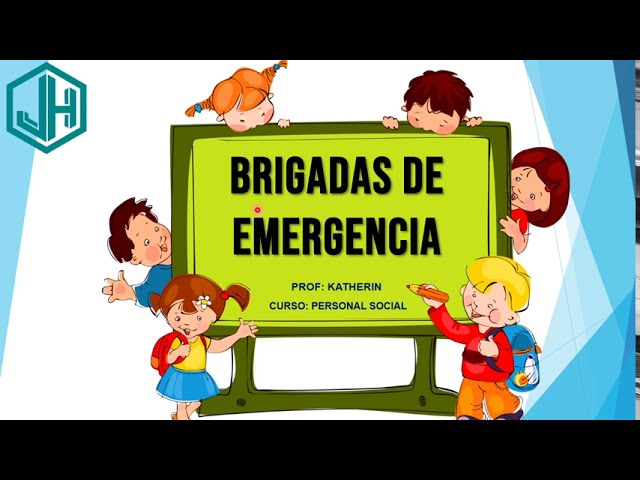 JH
BRIGADAS DE
EMERGENCIA
PROF: KATHERIN
CURSO: PERSONAL SOCIAL